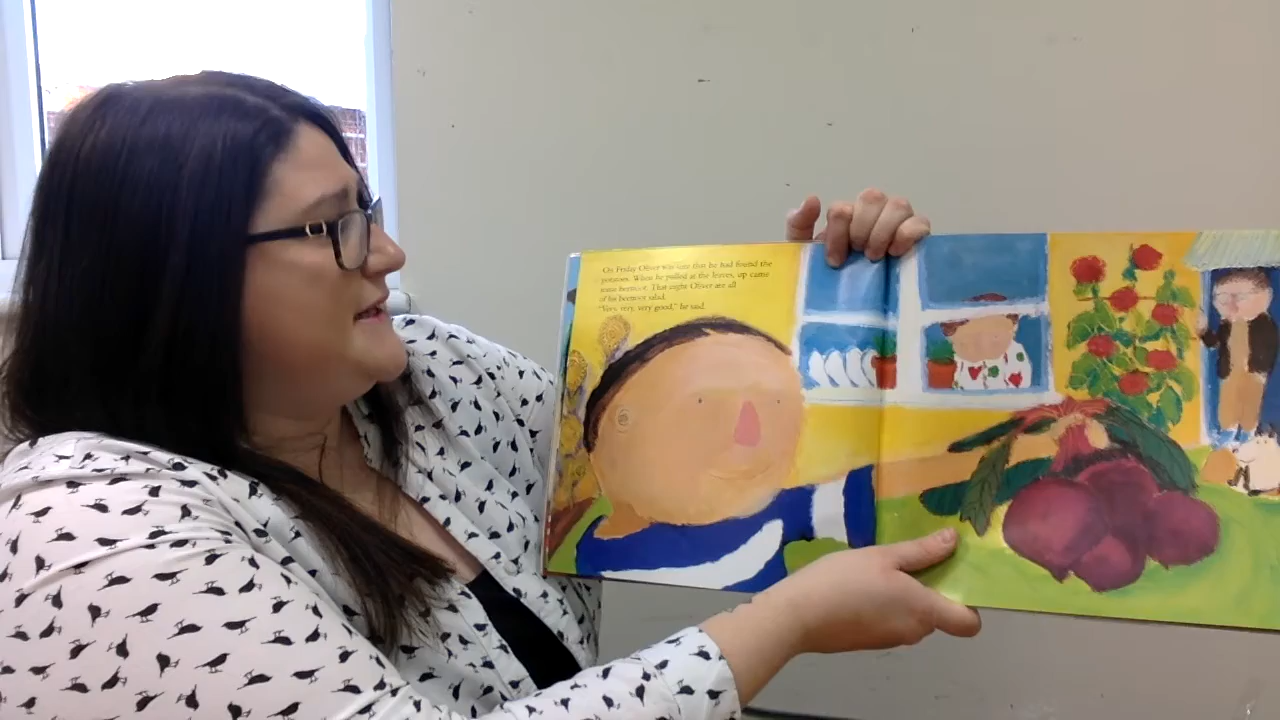 On Friday Oliver was sure that he had found the
potatoes. When he pulled at the leaves, up came
some beetroot. That night Oliver ate all
of his beetroot salad.
"Very, very, very good," he said.